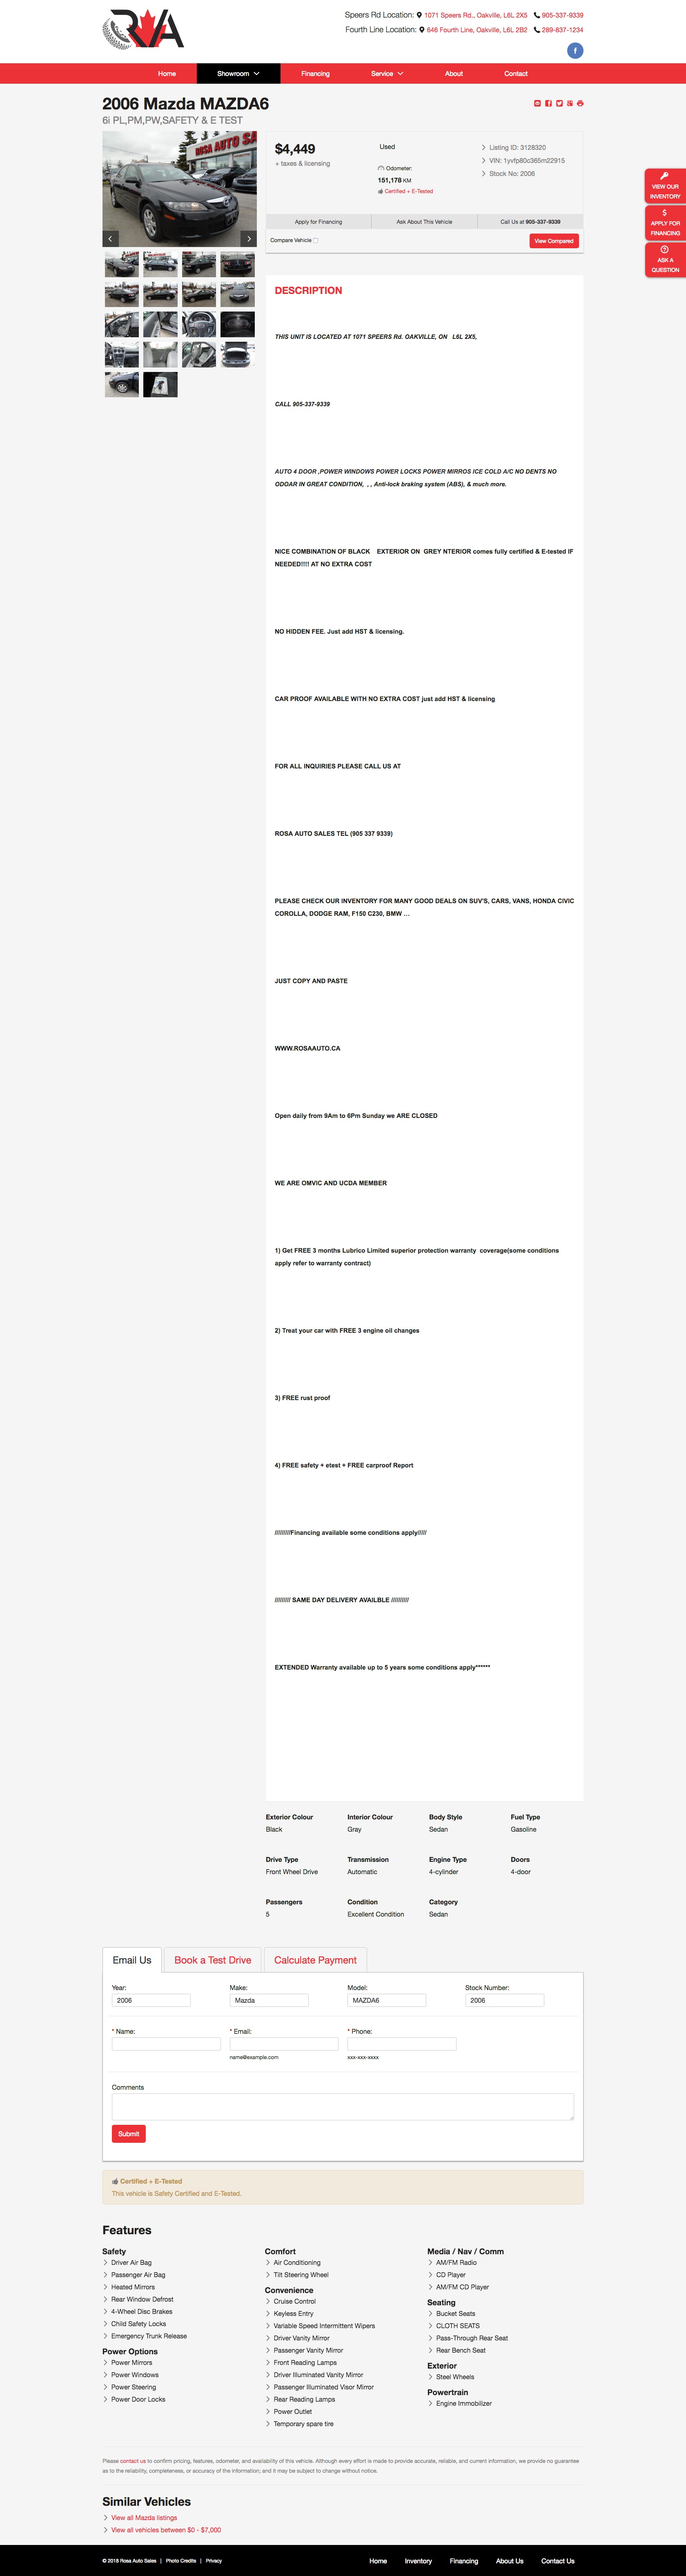 RVA
Speers Rd Location: 1071 Speers Rd., Oakville, L6L 2X5 905-337-9339
Fourth Line Location: 646 Fourth Line, Oakville, L6L 2B2 289-837-1234
Home Showroom Financing Service About Contact
2006 Mazda MAZDA6
6i PL,PM,PW,SAFETY & E TEST
ROSA AUTO SA
$4,449
+ taxes & licensing
Used
Odometer:
151,178 KM
Certified + E-Tested
Listing ID: 3128320
VIN: 1yvfp80c365m22915
Stock No: 2006
Apply for Financing Ask About This Vehicle Call Us at 905-337-9339
Compare Vehicle View Compared
VIEW OUR
INVENTORY
$
APPLY FOR
FINANCING
ASK A
QUESTION
DESCRIPTION
THIS UNIT IS LOCATED AT 1071 SPEERS Rd. OAKVILLE, ON L6L 2X5,
CALL 905-337-9339
AUTO 4 DOOR ,POWER WINDOWS POWER LOCKS POWER MIRROS ICE COLD A/C NO DENTS NO
ODOAR IN GREAT CONDITION, , , Anti-lock braking system (ABS), & much more.
NICE COMBINATION OF BLACK EXTERIOR ON GREY NTERIOR comes fully certified & E-tested IF
NEEDED!!!! AT NO EXTRA COST
NO HIDDEN FEE. Just add HST & licensing.
CAR PROOF AVAILABLE WITH NO EXTRA COST just add HST & licensing
FOR ALL INQUIRIES PLEASE CALL US AT
ROSA AUTO SALES TEL (905 337 9339)
PLEASE CHECK OUR INVENTORY FOR MANY GOOD DEALS ON SUV'S, CARS, VANS, HONDA CIVIC
COROLLA, DODGE RAM, F150 C230, BMW …
JUST COPY AND PASTE
WWW.ROSAAUTO.CA
Open daily from 9Am to 6Pm Sunday we ARE CLOSED
WE ARE OMVIC AND UCDA MEMBER
1) Get FREE 3 months Lubrico Limited superior protection warranty coverage(some conditions
apply refer to warranty contract)
2) Treat your car with FREE 3 engine oil changes
3) FREE rust proof
4) FREE safety + etest + FREE carproof Report
////////Financing available some conditions apply/////
//////// SAME DAY DELIVERY AVAILBLE /////////
EXTENDED Warranty available up to 5 years some conditions apply******
Exterior Colour Interior Colour Body Style Fuel Type
Black Gray Sedan Gasoline
Drive Type Transmission Engine Type Doors
Front Wheel Drive Automatic 4-cylinder 4-door
Passengers Condition Category
5 Excellent Condition Sedan
Email Us Book a Test Drive Calculate Payment
Year: Make: Model: Stock Number:
2006 Mazda MAZDA6 2006
* Name: * Email: * Phone:
name@example.com xxx-xxx-xxxx
Comments
Submit
Certified + E-Tested
This vehicle is Safety Certified and E-Tested.
Features
Safety
Driver Air Bag
Passenger Air Bag
Heated Mirrors
Rear Window Defrost
4-Wheel Disc Brakes
Child Safety Locks
Emergency Trunk Release
Power Options
Power Mirrors
Power Windows
Power Steering
Power Door Locks
Comfort
Air Conditioning
Tilt Steering Wheel
Convenience
Cruise Control
Keyless Entry
Variable Speed Intermittent Wipers
Driver Vanity Mirror
Passenger Vanity Mirror
Front Reading Lamps
Driver Illuminated Vanity Mirror
Passenger Illuminated Visor Mirror
Rear Reading Lamps
Power Outlet
Temporary spare tire
Media / Nav / Comm
AM/FM Radio
CD Player
AM/FM CD Player
Seating
Bucket Seats
CLOTH SEATS
Pass-Through Rear Seat
Rear Bench Seat
Exterior
Steel Wheels
Powertrain
Engine Immobilizer
Please contact us to confirm pricing, features, odometer, and availability of this vehicle. Although every effort is made to provide accurate, reliable, and current information, we provide no guarantee
as to the reliability, completeness, or accuracy of the information; and it may be subject to change without notice.
Similar Vehicles
View all Mazda listings
View all vehicles between $0 - $7,000
© 2018 Rosa Auto Sales | Photo Credits | Privacy
Home Inventory Financing About Us Contact Us